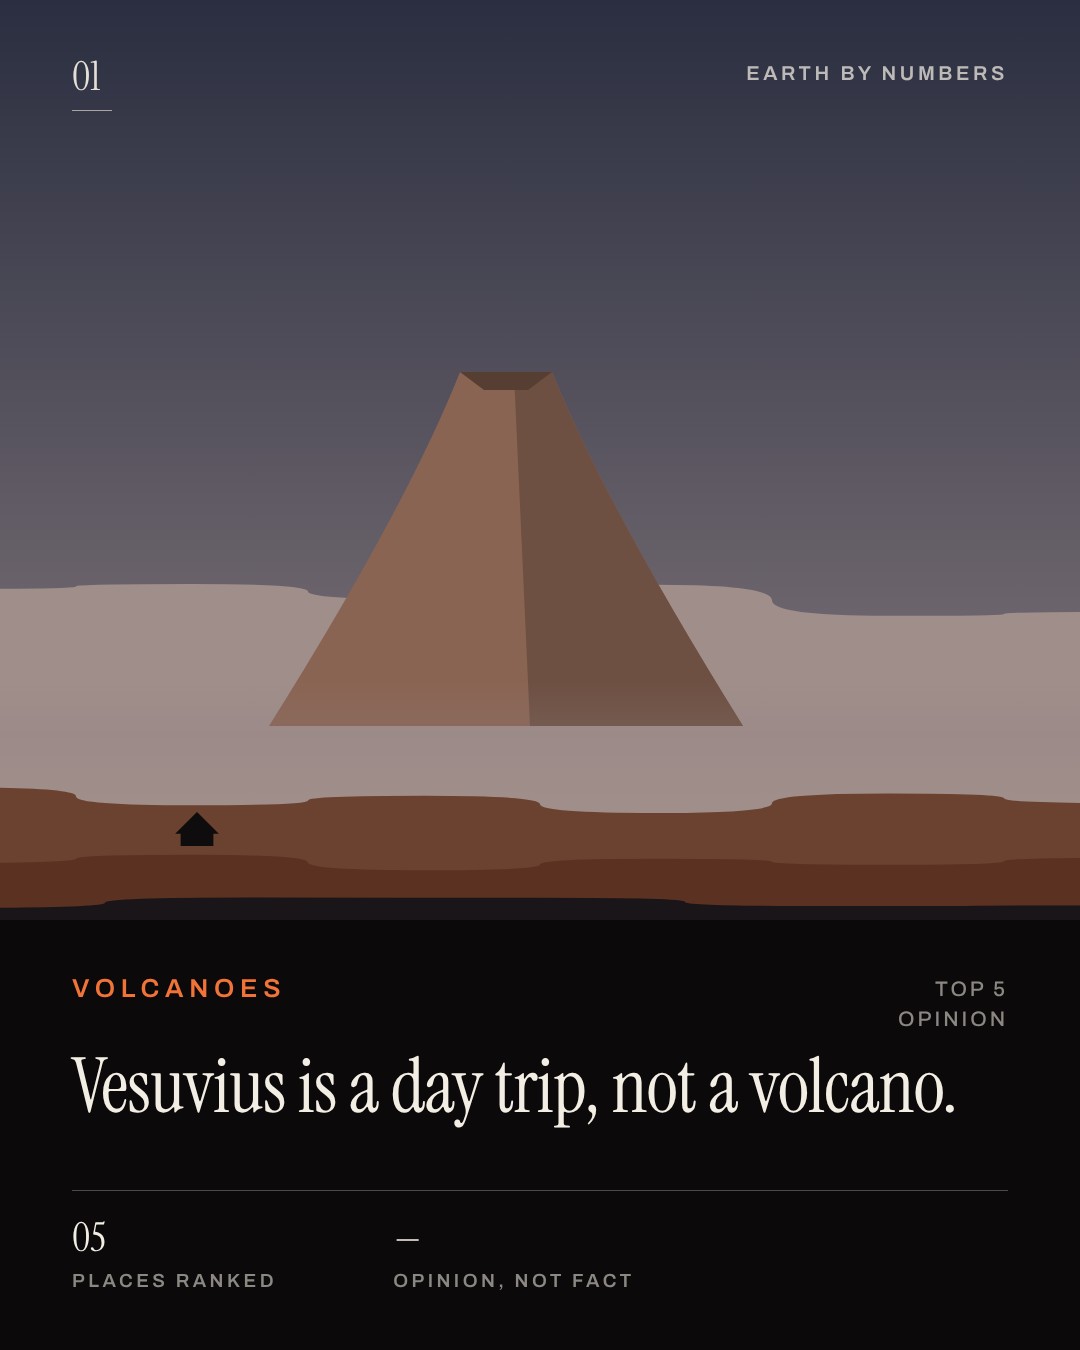 01
EARTH BY NUMBERS
VOLCANOES
TOP 5
OPINION
Vesuvius is a day trip, not a volcano.
05
—
PLACES RANKED
OPINION, NOT FACT